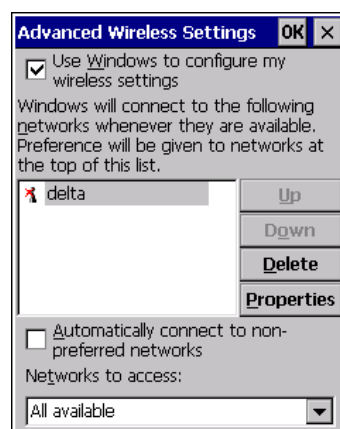 Advanced Wireless Settings OK ×
Use Windows to configure my
wireless settings
Windows will connect to the following
networks whenever they are available.
Preference will be given to networks at
the top of this list.
delta
Up
Down
Delete
Properties
Automatically connect to non-
preferred networks
Networks to access:
All available